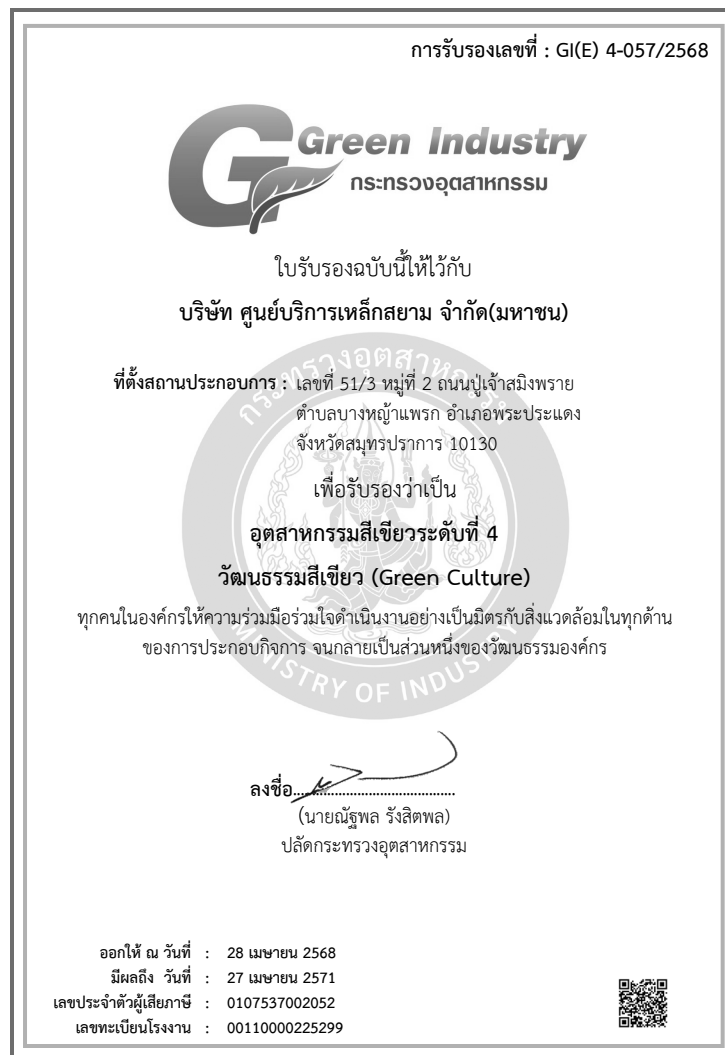 การรับรองเลขที่ : GI(E) 4-057/2568
Green Industry
กระทรวงอุตสาหกรรม
ใบรับรองฉบับนี้ให้ไว้กับ
บริษัท ศูนย์บริการเหล็กสยาม จำกัด(มหาชน)
ที่ตั้งสถานประกอบการ : เลขที่ 51/3 หมู่ที่ 2 ถนนปู่เจ้าสมิงพราย
ตำบลบางหญ้าแพรก อำเภอพระประแดง
จังหวัดสมุทรปราการ 10130
เพื่อรับรองว่าเป็น
อุตสาหกรรมสีเขียวระดับที่ 4
วัฒนธรรมสีเขียว (Green Culture)
ทุกคนในองค์กรให้ความร่วมมือร่วมใจดำเนินงานอย่างเป็นมิตรกับสิ่งแวดล้อมในทุกด้าน
ของการประกอบกิจการ จนกลายเป็นส่วนหนึ่งของวัฒนธรรมองค์กร
กระทรวงอุตสาหกรรม
MINISTRY OF INDUSTRY
ลงชื่อ.......................................
(นายณัฐพล รังสิตพล)
ปลัดกระทรวงอุตสาหกรรม
ออกให้ ณ วันที่ : 28 เมษายน 2568
มีผลถึง วันที่ : 27 เมษายน 2571
เลขประจำตัวผู้เสียภาษี : 0107537002052
เลขทะเบียนโรงงาน : 00110000225299